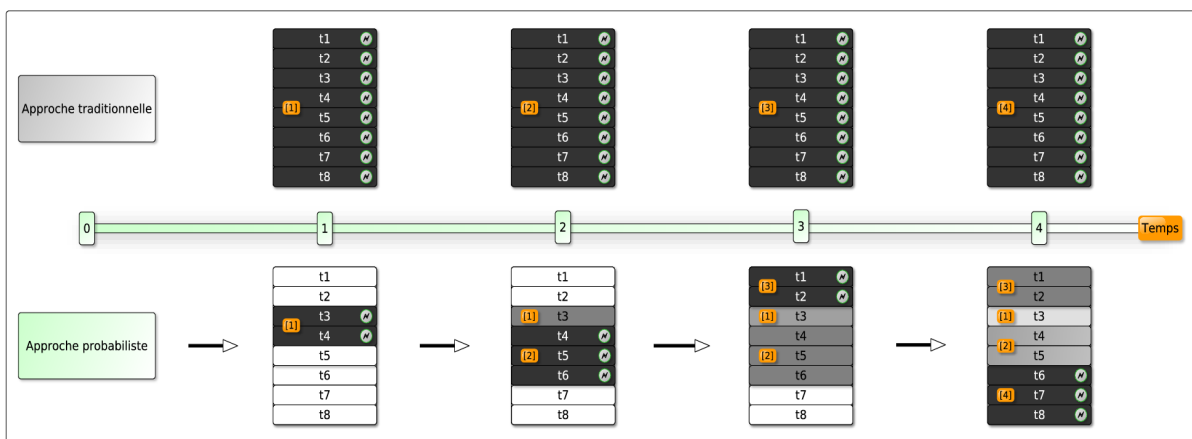 Approche traditionnelle
t1
t2
t3
t4
[1]
t5
t6
t7
t8
t1
t2
t3
t4
[2]
t5
t6
t7
t8
t1
t2
t3
t4
[3]
t5
t6
t7
t8
t1
t2
t3
t4
[4]
t5
t6
t7
t8
0
1
2
3
4
Temps
Approche probabiliste
t1
t2
t3
[1]
t4
t5
t6
t7
t8
t1
t2
[1] t3
t4
[2] t5
t6
t7
t8
t1
[3]
t2
[1] t3
t4
[2] t5
t6
t7
t8
t1
[3]
t2
[1] t3
t4
[2]
t5
t6
[4] t7
t8